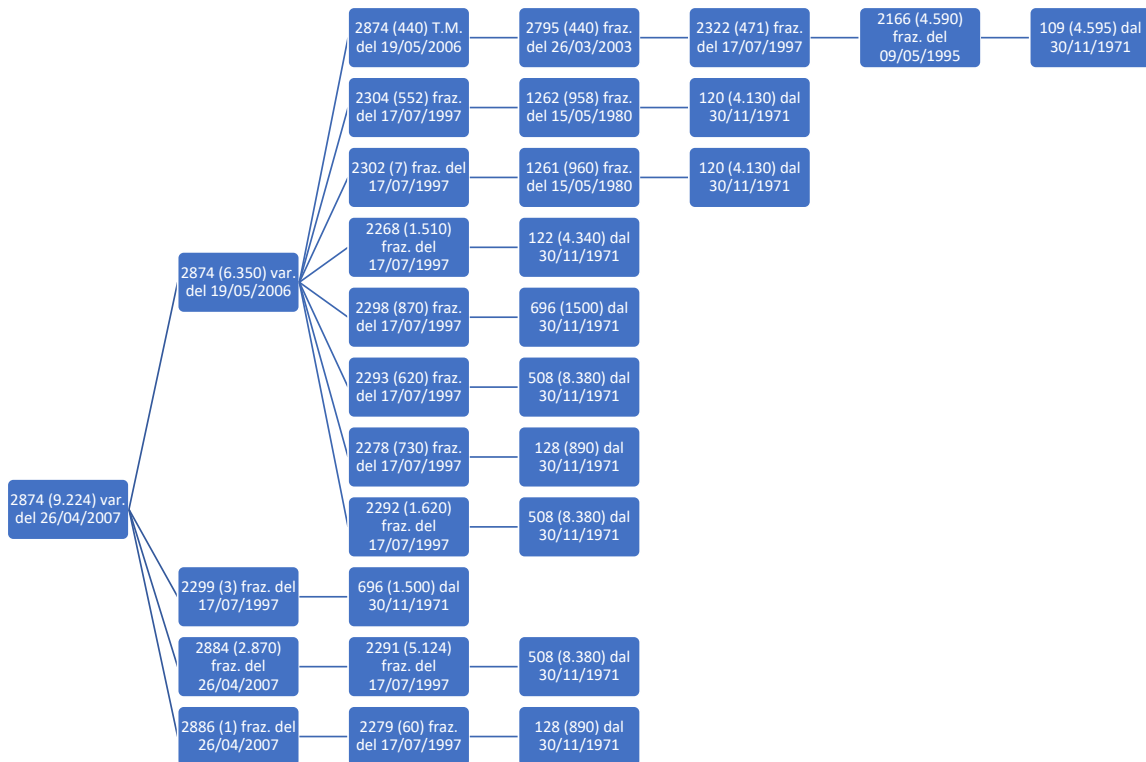 2874 (440) T.M.
del 19/05/2006
2795 (440) fraz.
del 26/03/2003
2322 (471) fraz.
del 17/07/1997
2166 (4.590)
fraz. del
09/05/1995
109 (4.595) dal
30/11/1971
2304 (552) fraz.
del 17/07/1997
1262 (958) fraz.
del 15/05/1980
120 (4.130) dal
30/11/1971
2302 (7) fraz. del
17/07/1997
1261 (960) fraz.
del 15/05/1980
120 (4.130) dal
30/11/1971
2268 (1.510)
fraz. del
17/07/1997
122 (4.340) dal
30/11/1971
2874 (6.350) var.
del 19/05/2006
2298 (870) fraz.
del 17/07/1997
696 (1500) dal
30/11/1971
2293 (620) fraz.
del 17/07/1997
508 (8.380) dal
30/11/1971
2278 (730) fraz.
del 17/07/1997
128 (890) dal
30/11/1971
2874 (9.224) var.
del 26/04/2007
2292 (1.620)
fraz. del
17/07/1997
508 (8.380) dal
30/11/1971
2299 (3) fraz. del
17/07/1997
696 (1.500) dal
30/11/1971
2884 (2.870)
fraz. del
26/04/2007
2291 (5.124)
fraz. del
17/07/1997
508 (8.380) dal
30/11/1971
2886 (1) fraz. del
26/04/2007
2279 (60) fraz.
del 17/07/1997
128 (890) dal
30/11/1971